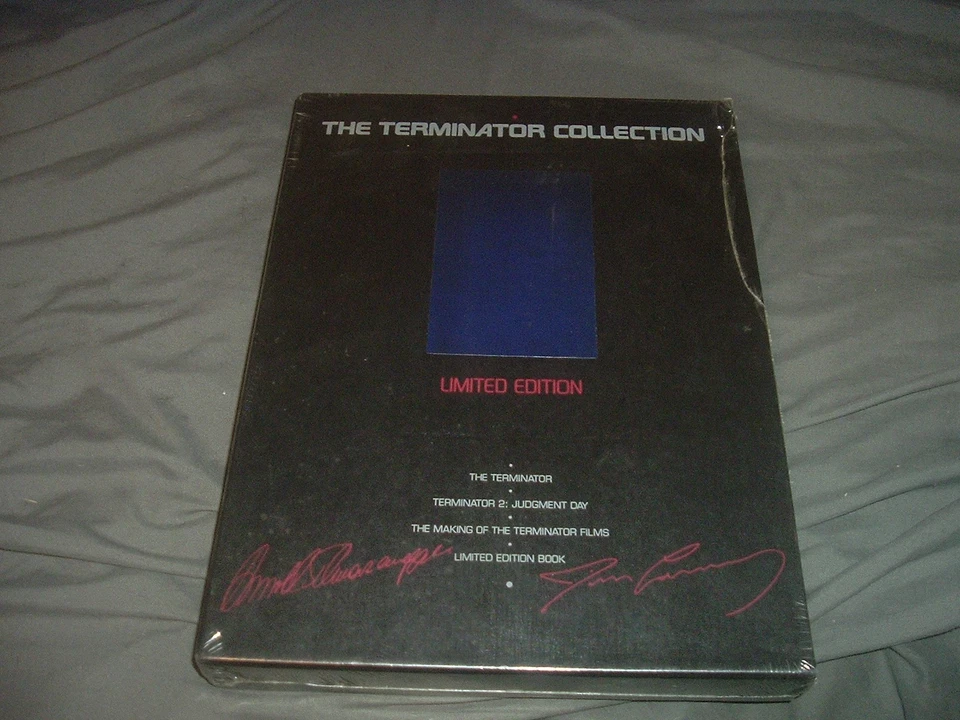 THE TERMINATOR COLLECTION
LIMITED EDITION
THE TERMINATOR
TERMINATOR 2: JUDGMENT DAY
THE MAKING OF THE TERMINATOR FILMS
LIMITED EDITION BOOK